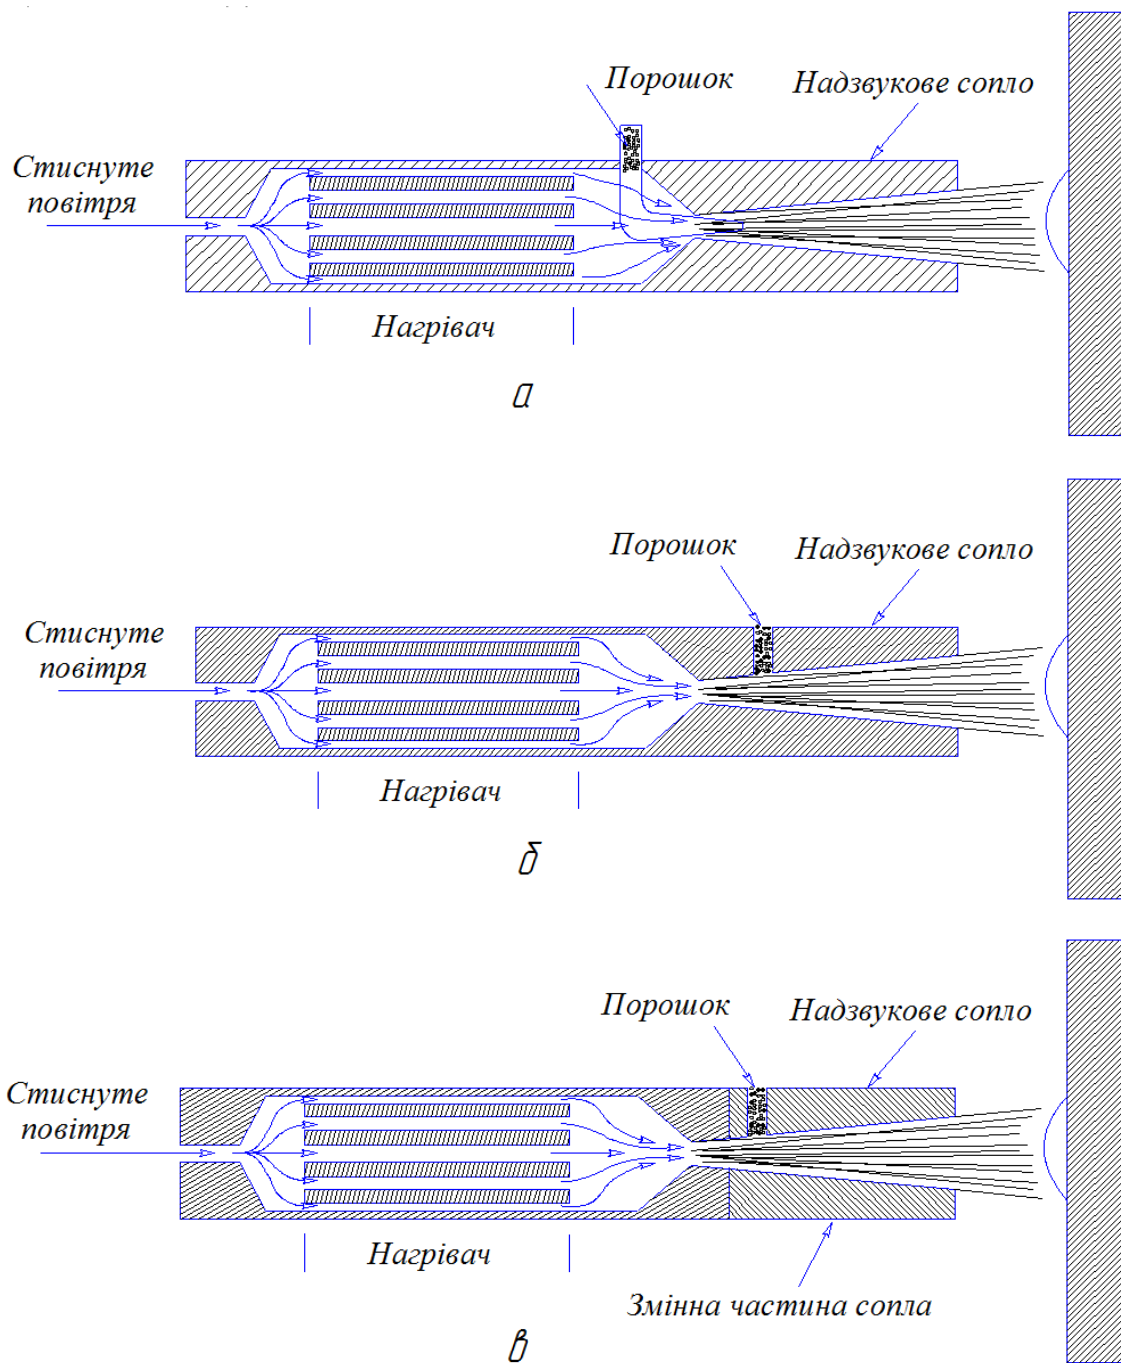 Порошок
Надзвукове сопло
Стиснуте
повітря
Нагрівач
а
Порошок
Надзвукове сопло
Стиснуте
повітря
Нагрівач
б
Порошок
Надзвукове сопло
Стиснуте
повітря
Нагрівач
Змінна частина сопла
в